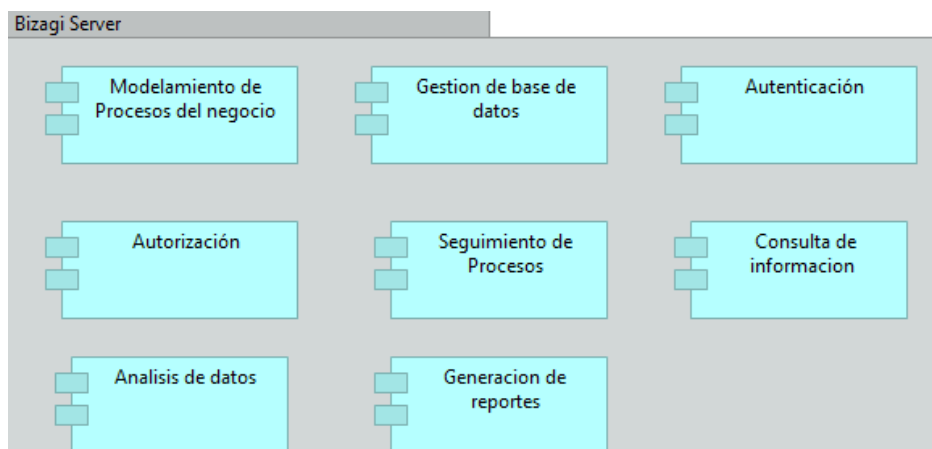 Bizagi Server
Modelamiento de
Procesos del negocio
Gestion de base de
datos
Autenticación
Autorización
Seguimiento de
Procesos
Consulta de
informacion
Analisis de datos
Generacion de
reportes